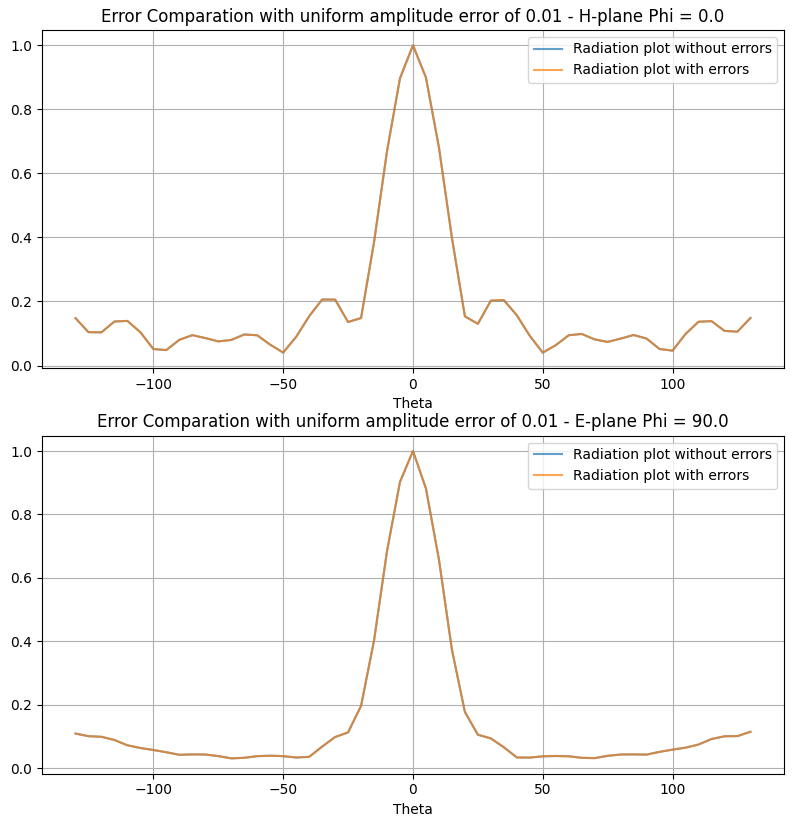 Error Comparation with uniform amplitude error of 0.01 - H-plane Phi = 0.0
Radiation plot without errors
Radiation plot with errors
1.0
0.8
0.6
0.4
0.2
0.0
−100 −50 0 50 100
Theta
Error Comparation with uniform amplitude error of 0.01 - E-plane Phi = 90.0
Radiation plot without errors
Radiation plot with errors
1.0
0.8
0.6
0.4
0.2
0.0
−100 −50 0 50 100
Theta